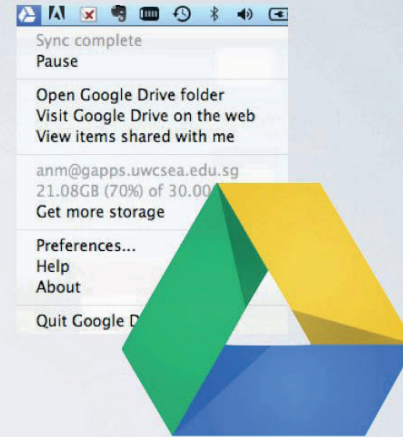 Sync complete
Pause
Open Google Drive folder
Visit Google Drive on the web
View items shared with me
anm@gapps.uwcsea.edu.sg
21.08GB (70%) of 30.00
Get more storage
Preferences...
Help
About
Quit Google D